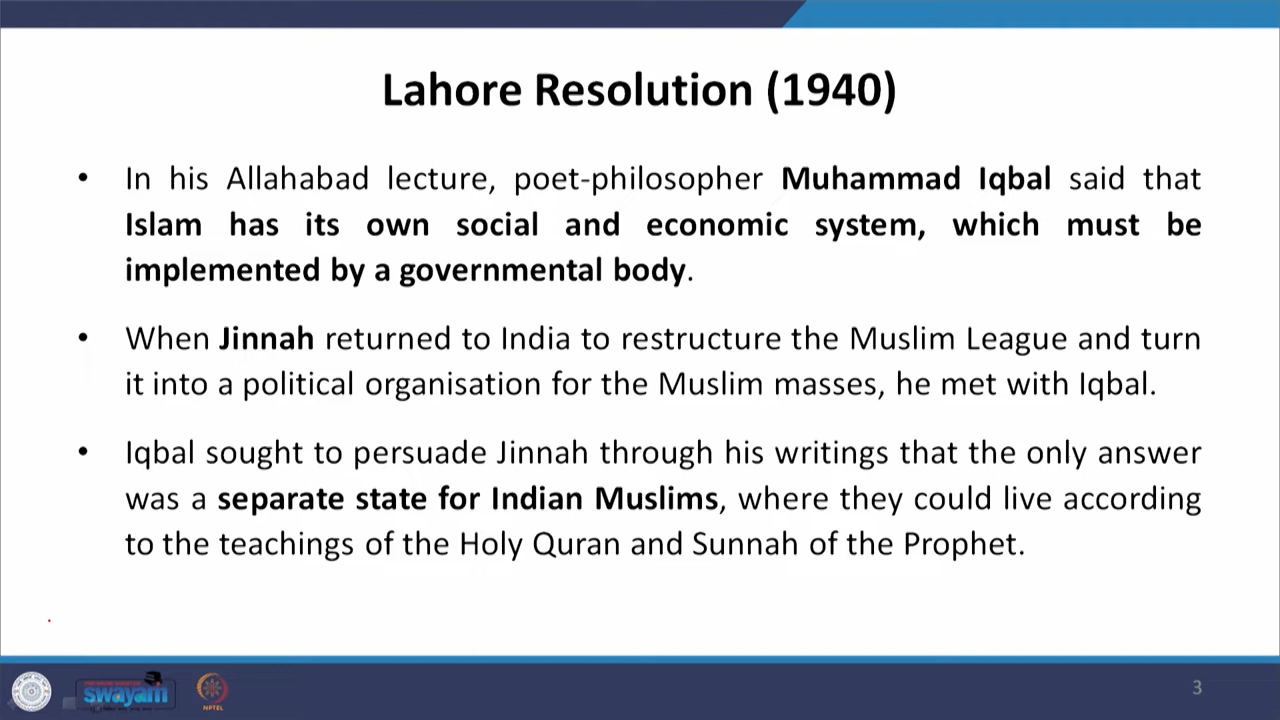 Lahore Resolution (1940)
• In his Allahabad lecture, poet-philosopher Muhammad Iqbal said that
Islam has its own social and economic system, which must be
implemented by a governmental body.
• When Jinnah returned to India to restructure the Muslim League and turn
it into a political organisation for the Muslim masses, he met with Iqbal.
• Iqbal sought to persuade Jinnah through his writings that the only answer
was a separate state for Indian Muslims, where they could live according
to the teachings of the Holy Quran and Sunnah of the Prophet.
swayam
NPTEL
3